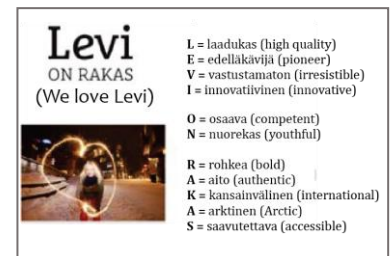 Levi
ON RAKAS
(We love Levi)
L = laadukas (high quality)
E = edelläkävijä (pioneer)
V = vastustamaton (irresistible)
I = innovatiivinen (innovative)
O = osaava (competent)
N = nuorekas (youthful)
R = rohkea (bold)
A = aito (authentic)
K = kansainvälinen (international)
A = arktinen (Arctic)
S = saavutettava (accessible)